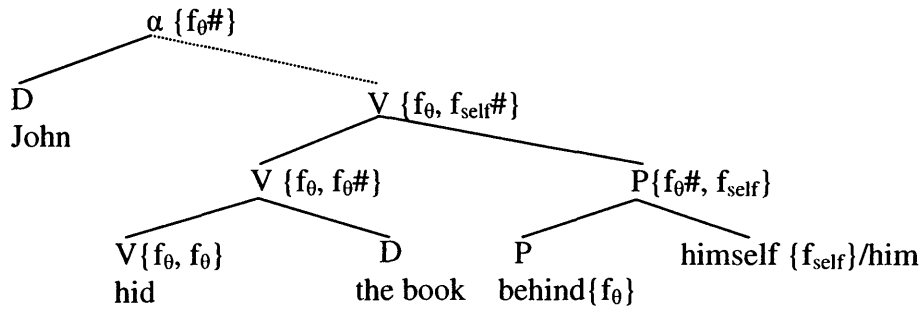 α {fθ#}
D
John
V {fθ, fself#}
V {fθ, fθ#}
P{fθ#, fself}
V{fθ, fθ}
hid
D
the book
P
behind{fθ}
himself {fself}/him